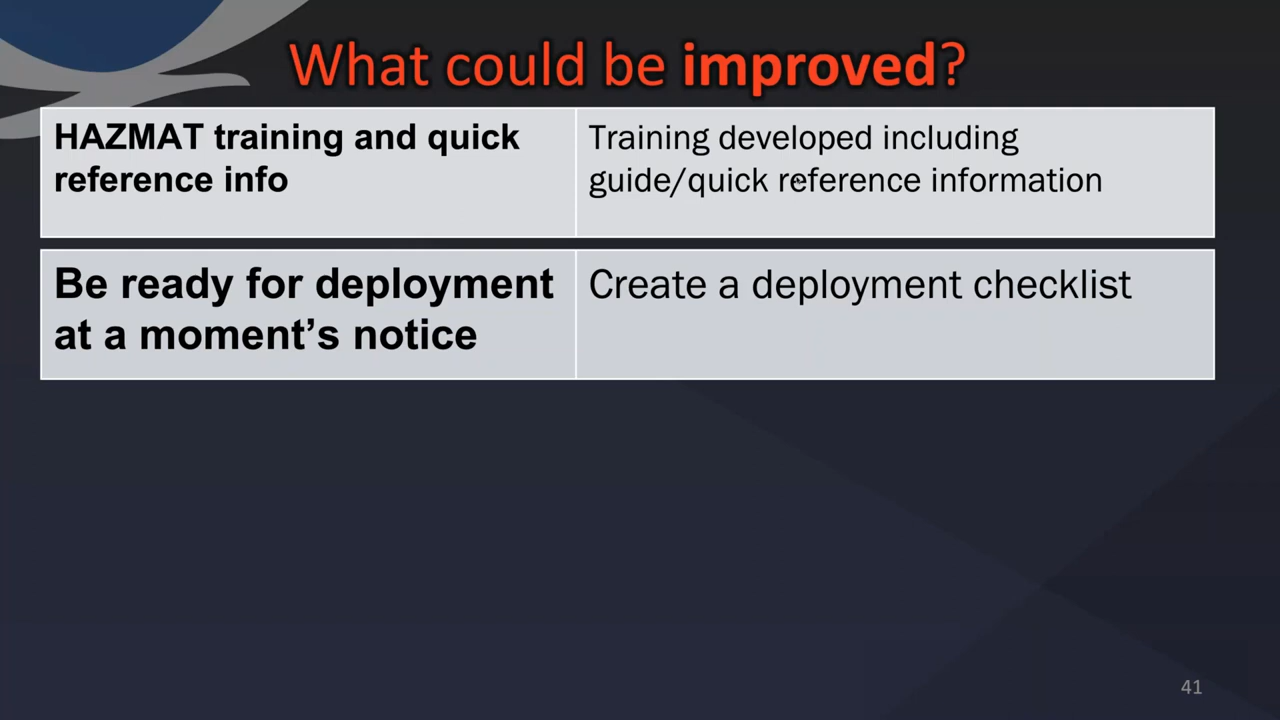 What could be improved?
HAZMAT training and quick
reference info
Training developed including
guide/quick reference information
Be ready for deployment
at a moment’s notice
Create a deployment checklist
41